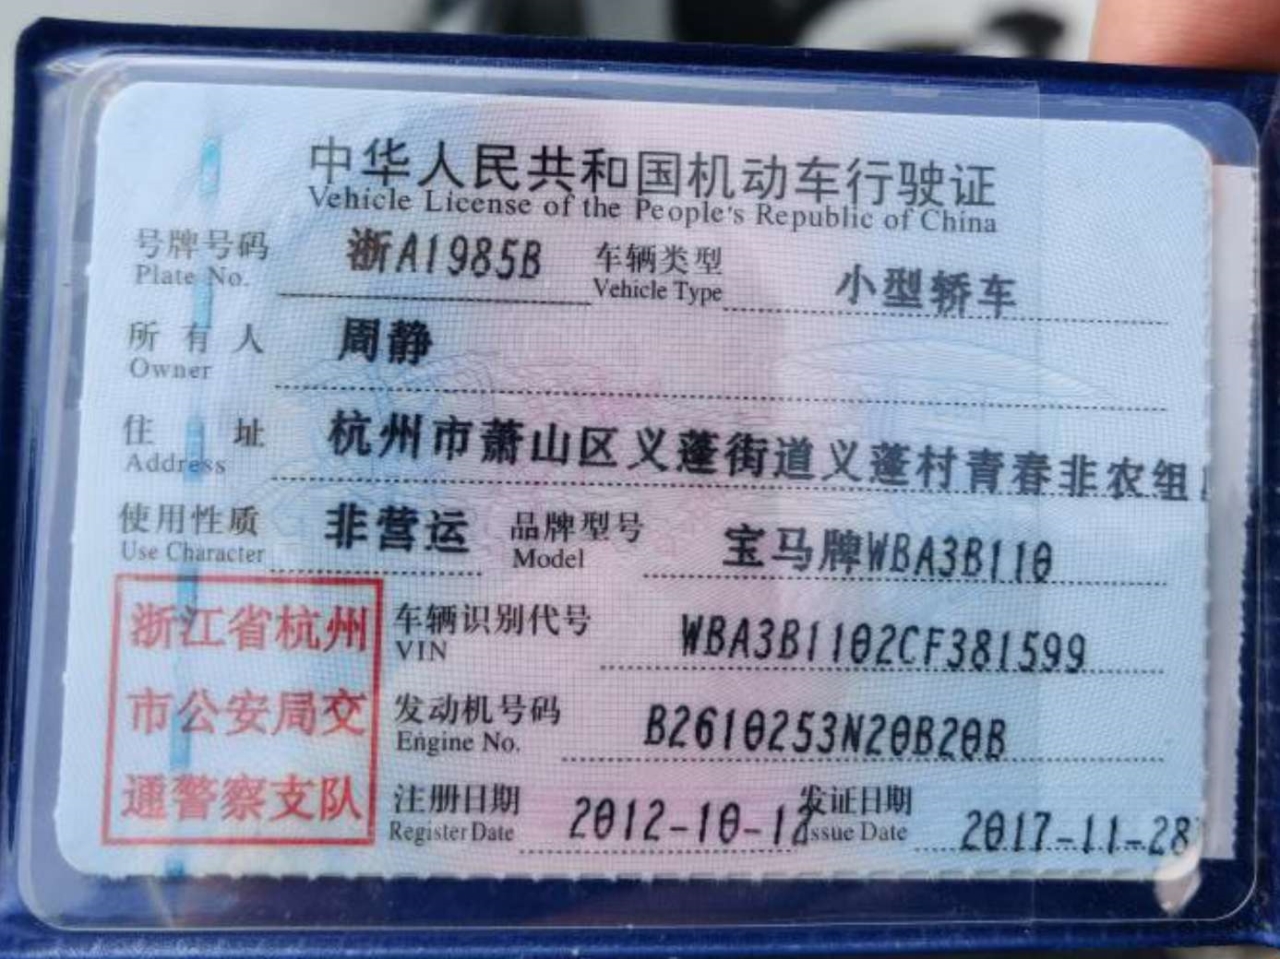 中华人民共和国机动车行驶证
Vehicle License of the People's Republic of China
号牌号码 浙A1985B 车辆类型 小型轿车
Plate No. Vehicle Type
所有人 周静
Owner
住址 杭州市萧山区义蓬街道义蓬村青春非农组
Address
使用性质 非营运 品牌型号 宝马牌WBA3B110
Use Character Model
浙江省杭州
市公安局交
通警察支队
车辆识别代号 WBA3B1102CF381599
VIN
发动机号码 B2610253N20B20B
Engine No.
注册日期 2012-10-12 发证日期 2017-11-28
Register Date Issue Date